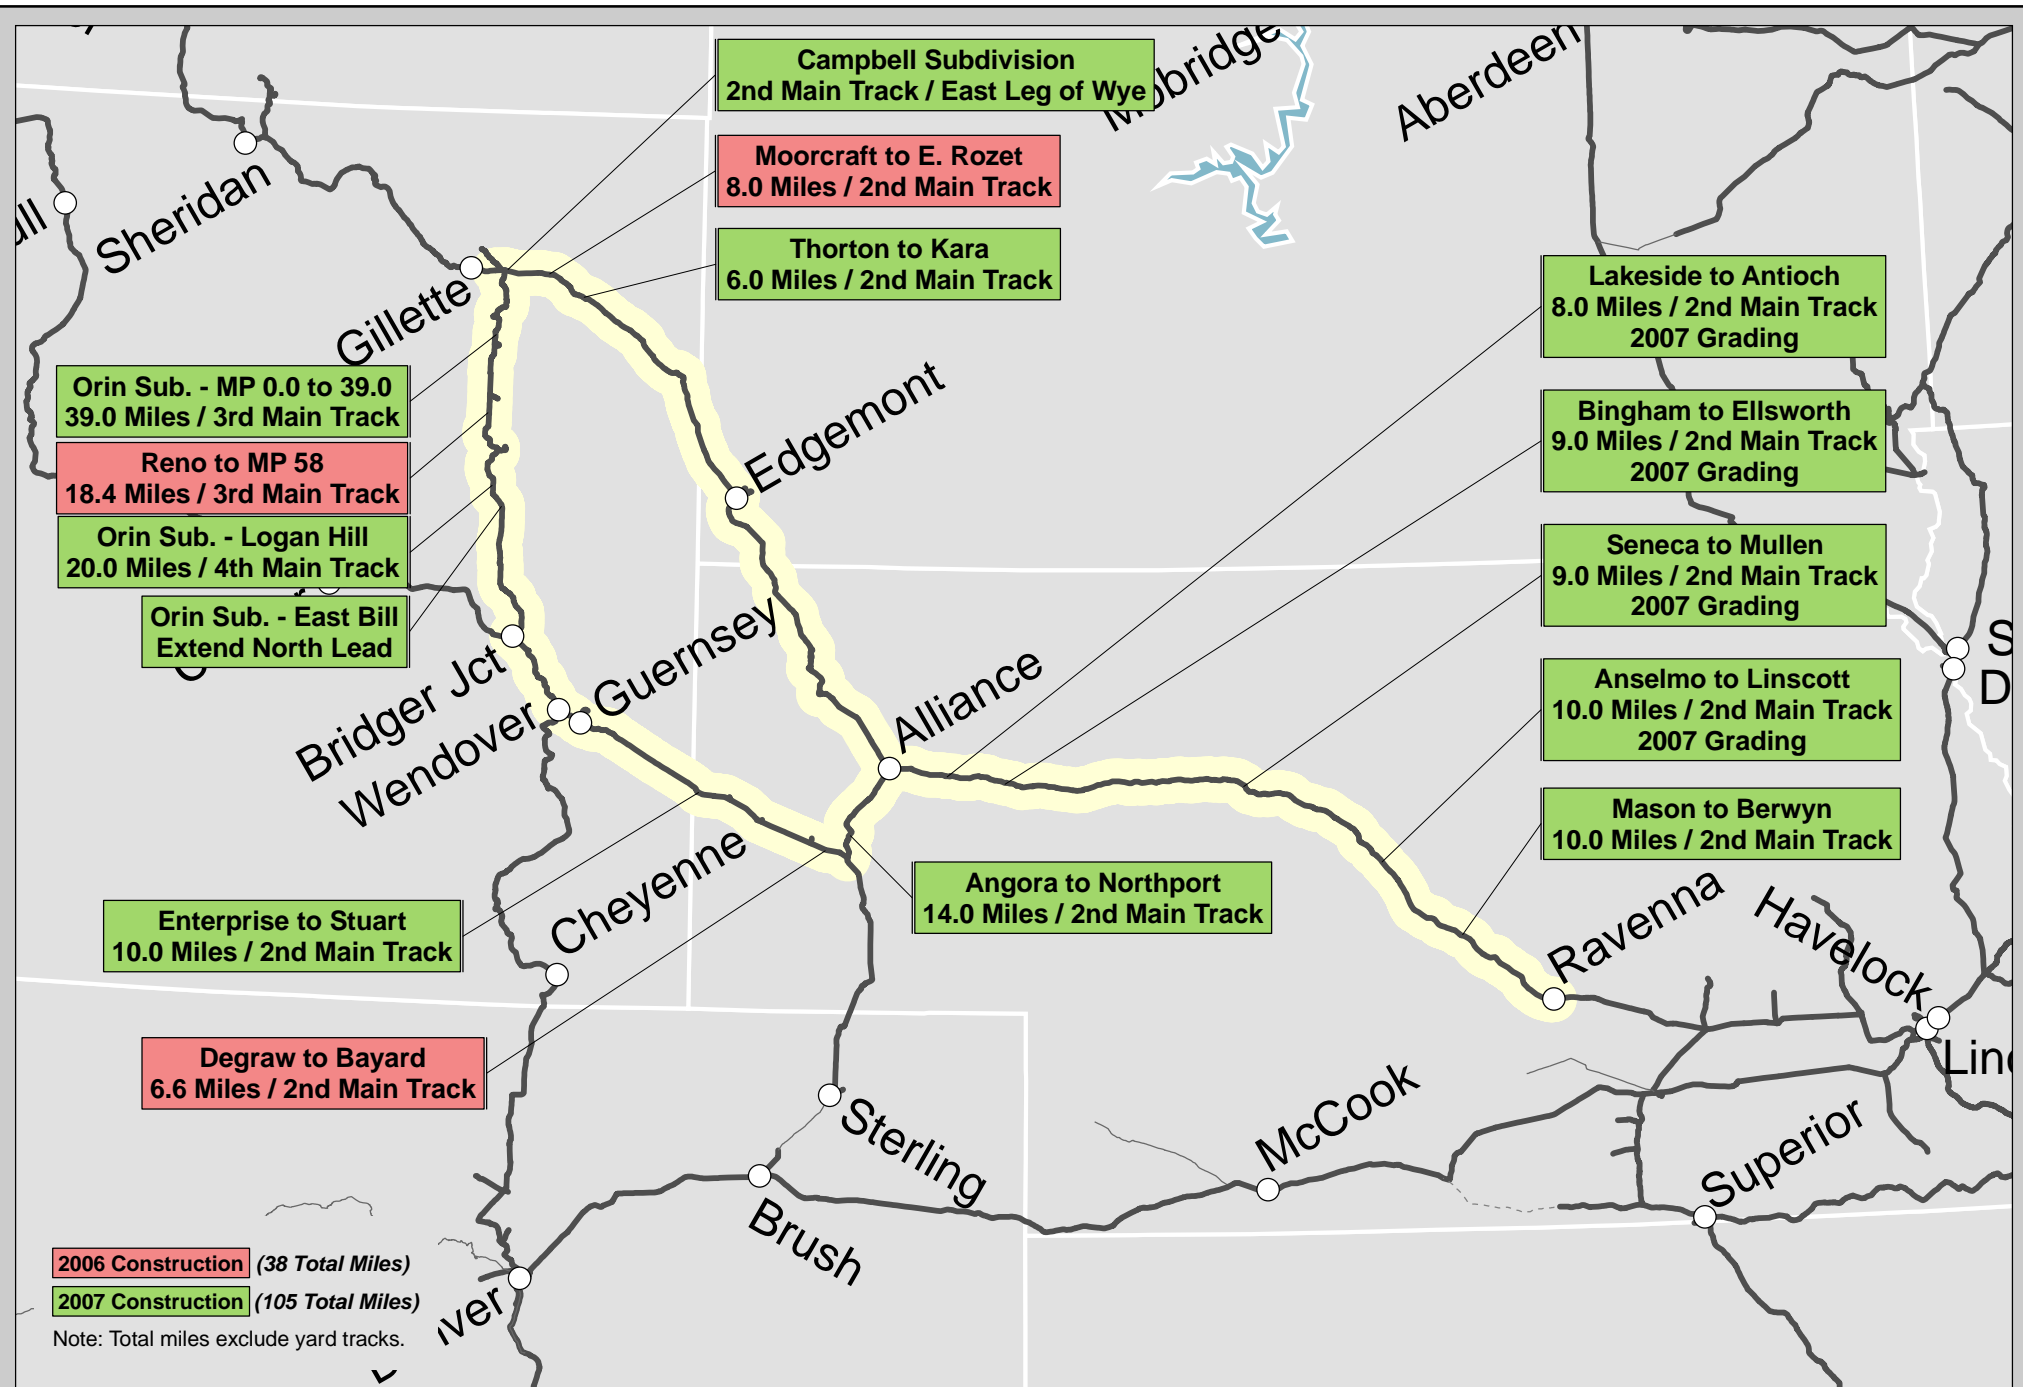 Campbell Subdivision
2nd Main Track / East Leg of Wye
Aberdeen
Moorcraft to E. Rozet
8.0 Miles / 2nd Main Track
Sheridan
Thorton to Kara
6.0 Miles / 2nd Main Track
Lakeside to Antioch
8.0 Miles / 2nd Main Track
2007 Grading
Gillette
Orin Sub. - MP 0.0 to 39.0
39.0 Miles / 3rd Main Track
Edgemont
Bingham to Ellsworth
9.0 Miles / 2nd Main Track
2007 Grading
Reno to MP 58
18.4 Miles / 3rd Main Track
Orin Sub. - Logan Hill
20.0 Miles / 4th Main Track
Seneca to Mullen
9.0 Miles / 2nd Main Track
2007 Grading
Orin Sub. - East Bill
Extend North Lead
Guernsey
Bridger Jct
Alliance
Wendover
Anselmo to Linscott
10.0 Miles / 2nd Main Track
2007 Grading
Mason to Berwyn
10.0 Miles / 2nd Main Track
Cheyenne
Angora to Northport
14.0 Miles / 2nd Main Track
Enterprise to Stuart
10.0 Miles / 2nd Main Track
Ravenna
Havelock
Degraw to Bayard
6.6 Miles / 2nd Main Track
McCook
Sterling
Superior
Brush
2006 Construction (38 Total Miles)
2007 Construction (105 Total Miles)
Note: Total miles exclude yard tracks.